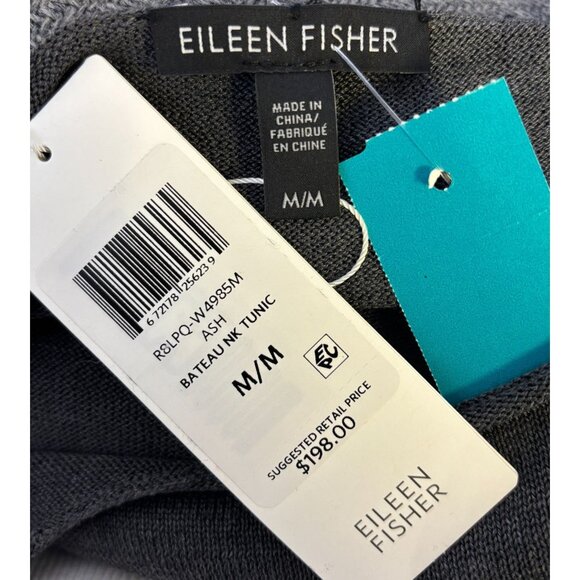 EILEEN FISHER
MADE IN
CHINA/
FABRIQUÉ
EN CHINE
M/M
6 72178 25623 9
R8LPQ-W4985M
ASH
BATEAU NK TUNIC
M/M
EPC
SUGGESTED RETAIL PRICE
$198.00
EILEEN
FISHER